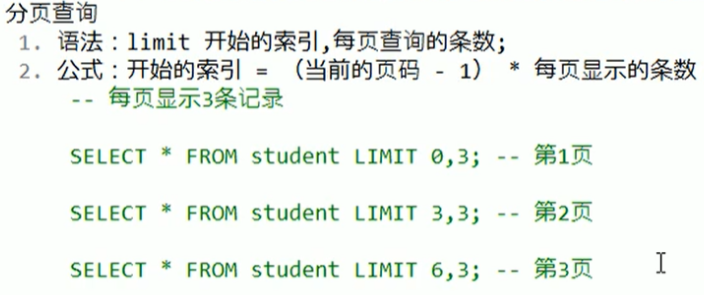 分页查询
1. 语法：limit 开始的索引,每页查询的条数;
2. 公式：开始的索引 = （当前的页码 - 1） * 每页显示的条数
-- 每页显示3条记录
SELECT * FROM student LIMIT 0,3; -- 第1页
SELECT * FROM student LIMIT 3,3; -- 第2页
SELECT * FROM student LIMIT 6,3; -- 第3页